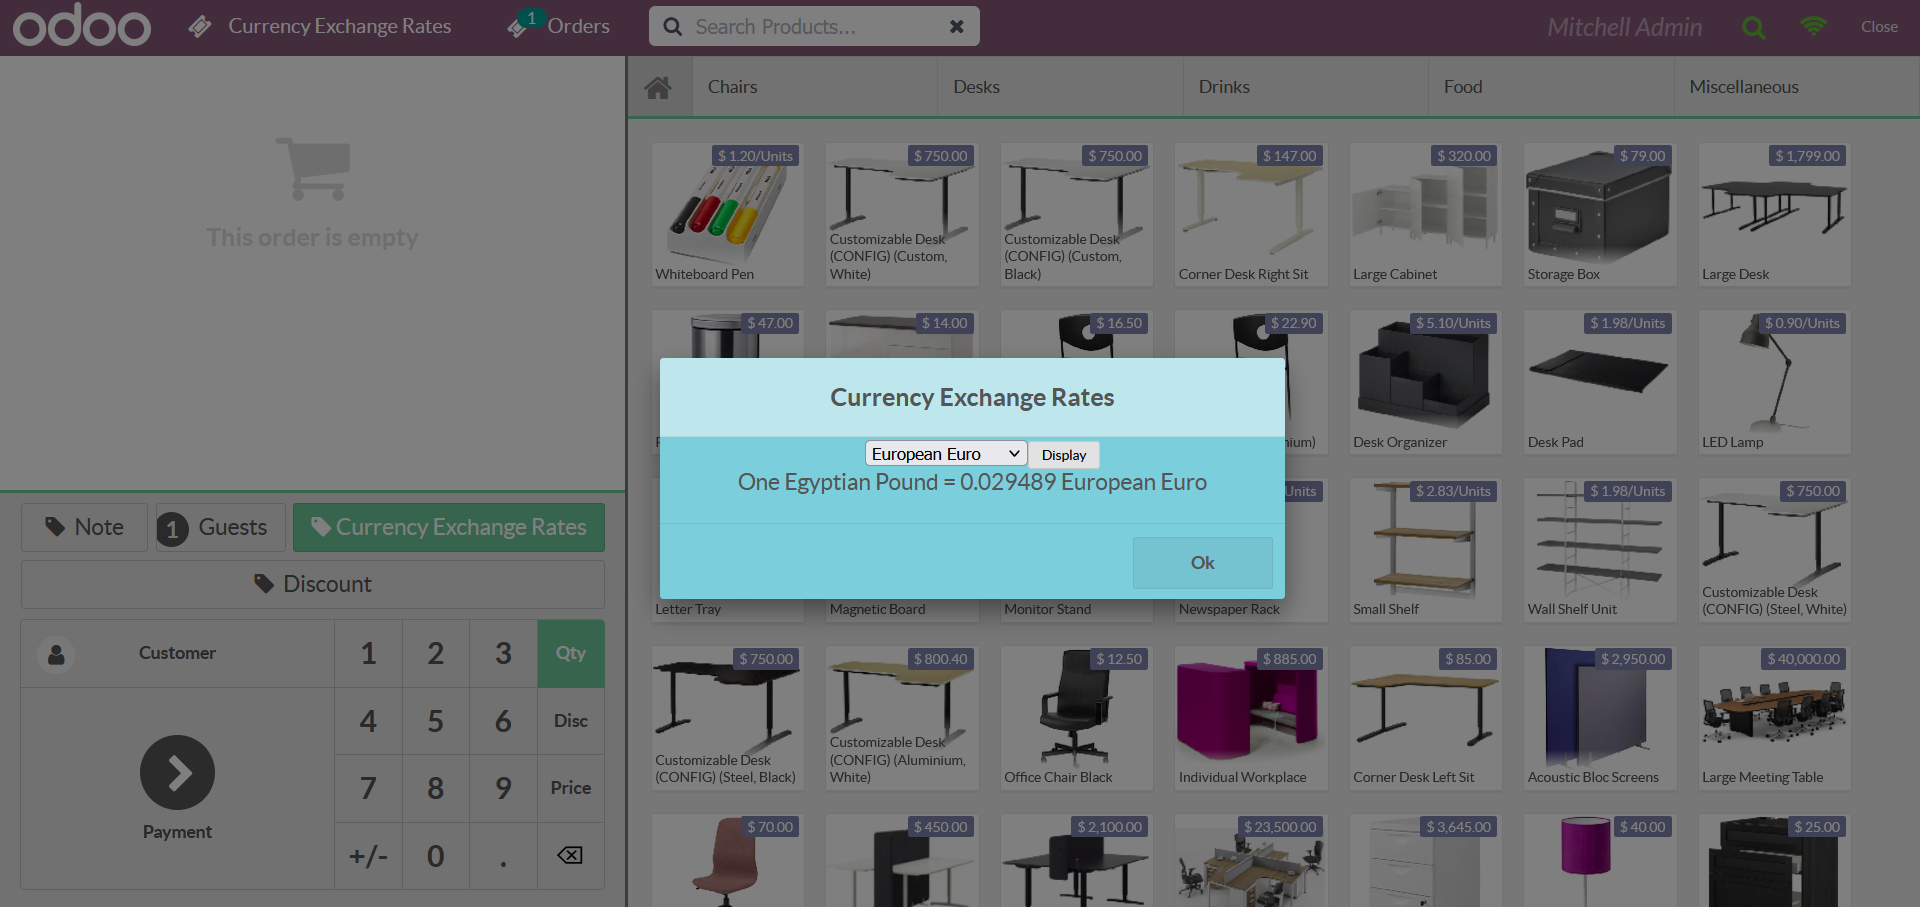 odoo
Currency Exchange Rates
1
Orders
Search Products...
Mitchell Admin
Close
This order is empty
Chairs
Desks
Drinks
Food
Miscellaneous
$ 1.20/Units
Whiteboard Pen
$ 750.00
Customizable Desk
(CONFIG) (Custom,
White)
$ 750.00
Customizable Desk
(CONFIG) (Custom,
Black)
$ 147.00
Corner Desk Right Sit
$ 320.00
Large Cabinet
$ 79.00
Storage Box
$ 1,799.00
Large Desk
$ 47.00
$ 14.00
$ 16.50
$ 22.90
$ 5.10/Units
Desk Organizer
$ 1.98/Units
Desk Pad
$ 0.90/Units
LED Lamp
Currency Exchange Rates
European Euro
Display
One Egyptian Pound = 0.029489 European Euro
Ok
Letter Tray
Magnetic Board
Monitor Stand
Newspaper Rack
$ 2.83/Units
Small Shelf
$ 1.98/Units
Wall Shelf Unit
$ 750.00
Customizable Desk
(CONFIG) (Steel, White)
$ 750.00
Customizable Desk
(CONFIG) (Steel, Black)
$ 800.40
Customizable Desk
(CONFIG) (Aluminium,
White)
$ 12.50
Office Chair Black
$ 885.00
Individual Workplace
$ 85.00
Corner Desk Left Sit
$ 2,950.00
Acoustic Bloc Screens
$ 40,000.00
Large Meeting Table
$ 70.00
$ 450.00
$ 2,100.00
$ 23,500.00
$ 3,645.00
$ 40.00
$ 25.00
Note
1 Guests
Currency Exchange Rates
Discount
Customer
1 2 3 Qty
4 5 6 Disc
7 8 9 Price
Payment
+/- 0 .